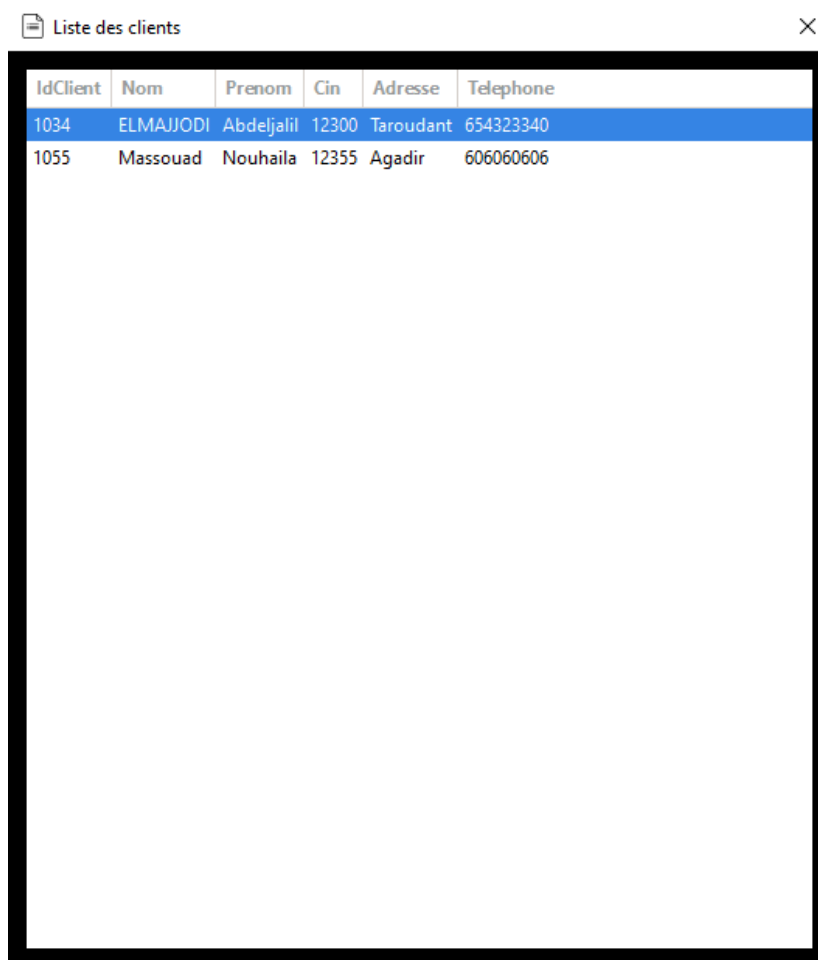 Liste des clients
IdClient Nom Prenom Cin Adresse Telephone
1034 ELMAJJODI Abdeljalil 12300 Taroudant 654323340
1055 Massouad Nouhaila 12355 Agadir 606060606